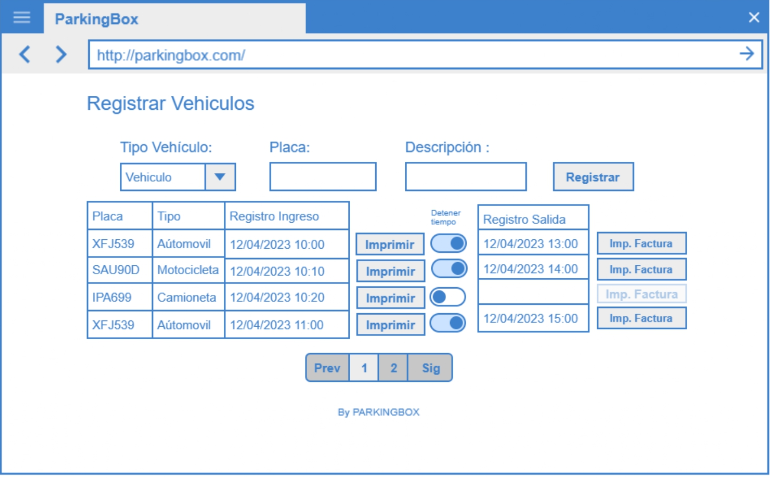 ParkingBox
http://parkingbox.com/
Registrar Vehiculos
Tipo Vehículo: Placa: Descripción :
Vehiculo Registrar
Placa Tipo Registro Ingreso Detener tiempo Registro Salida
XFJ539 Aútomovil 12/04/2023 10:00 Imprimir 12/04/2023 13:00 Imp. Factura
SAU90D Motocicleta 12/04/2023 10:10 Imprimir 12/04/2023 14:00 Imp. Factura
IPA699 Camioneta 12/04/2023 10:20 Imprimir Imp. Factura
XFJ539 Aútomovil 12/04/2023 11:00 Imprimir 12/04/2023 15:00 Imp. Factura
Prev 1 2 Sig
By PARKINGBOX